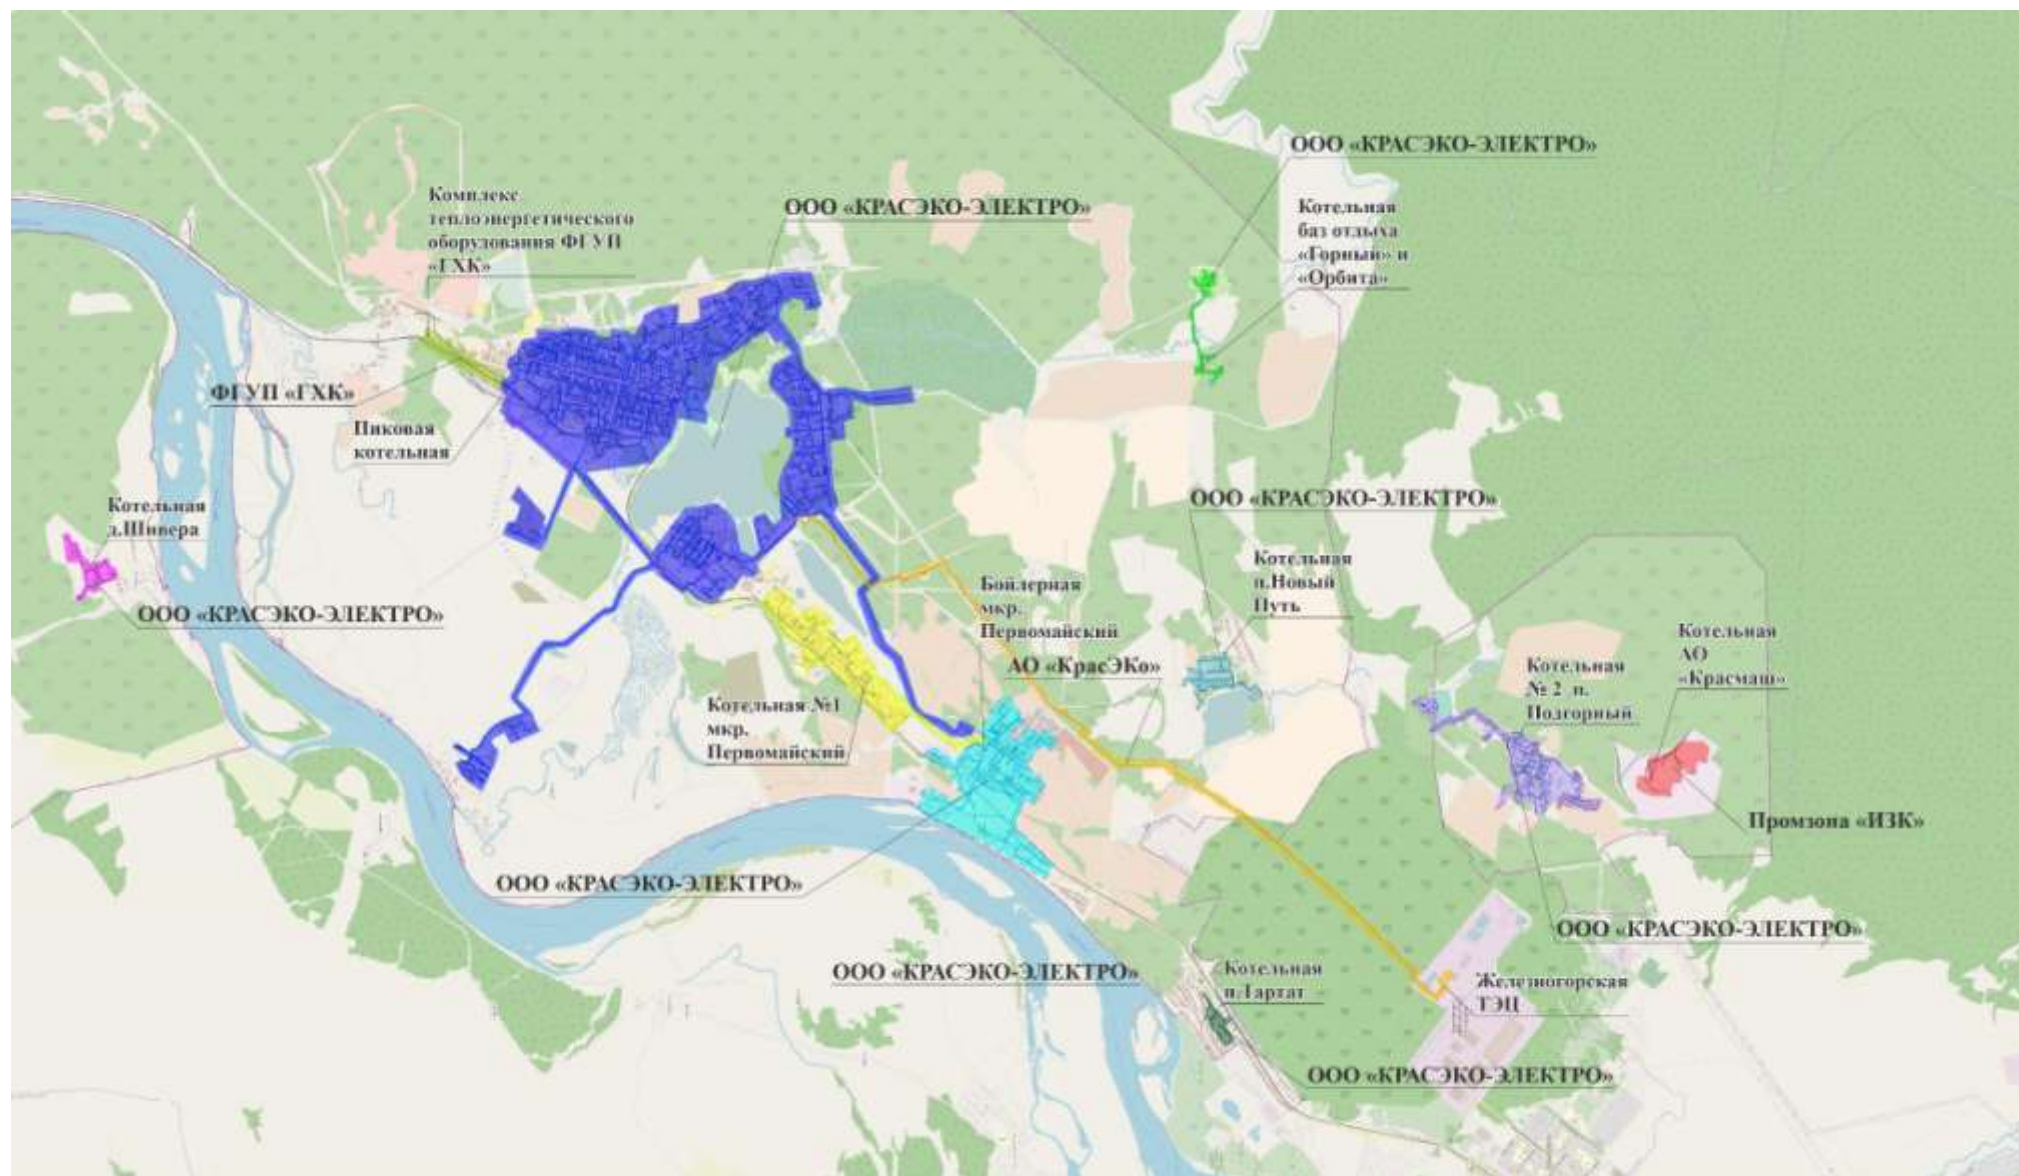 ООО «КРАСЭКО-ЭЛЕКТРО»
Комплекс
теплоэнергетического
оборудования ФГУП
«ГХК»
ООО «КРАСЭКО-ЭЛЕКТРО»
Котельная
баз отдыха
«Горный» и
«Орбита»
ФГУП «ГХК»
Пиковая
котельная
Котельная
д.Шивера
ООО «КРАСЭКО-ЭЛЕКТРО»
ООО «КРАСЭКО-ЭЛЕКТРО»
Котельная
п.Новый
Путь
Бойлерная
мкр.
Первомайский
АО «КрасЭКо»
Котельная №1
мкр.
Первомайский
Котельная
№ 2 п.
Подгорный
Котельная
АО
«Красмаш»
Промзона «ИЗК»
ООО «КРАСЭКО-ЭЛЕКТРО»
ООО «КРАСЭКО-ЭЛЕКТРО»
ООО «КРАСЭКО-ЭЛЕКТРО»
Котельная
п.Тартат
Железногорская
ТЭЦ
ООО «КРАСЭКО-ЭЛЕКТРО»